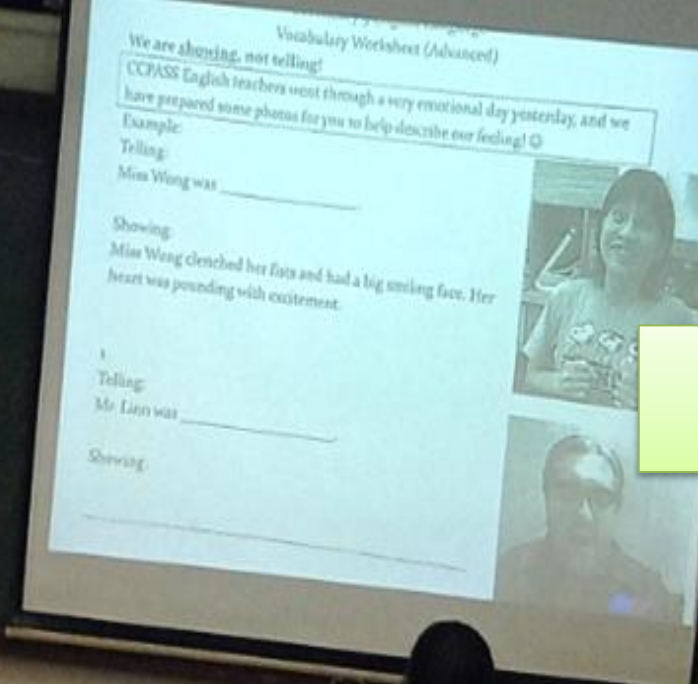 Vocabulary Worksheet (Advanced)
We are showing, not telling!
CCPASS English teachers went through a very emotional day yesterday, and we
have prepared some photos for you to help describe our feeling! ☺
Example:
Telling:
Miss Wong was
Showing:
Miss Wong clenched her fists and had a big smiling face. Her
heart was pounding with excitement.
1
Telling:
Mr. Linn was
Showing: